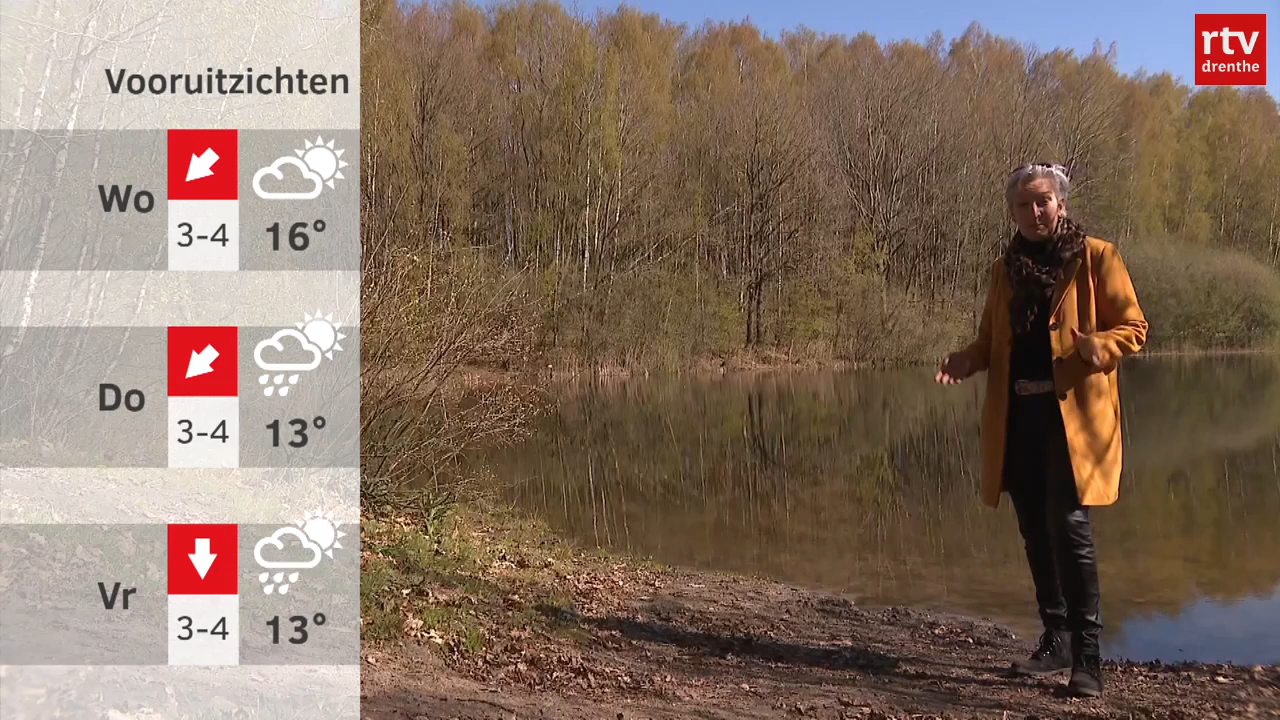 Vooruitzichten
Wo
3-4
16°
Do
3-4
13°
Vr
3-4
13°
rtv
drenthe